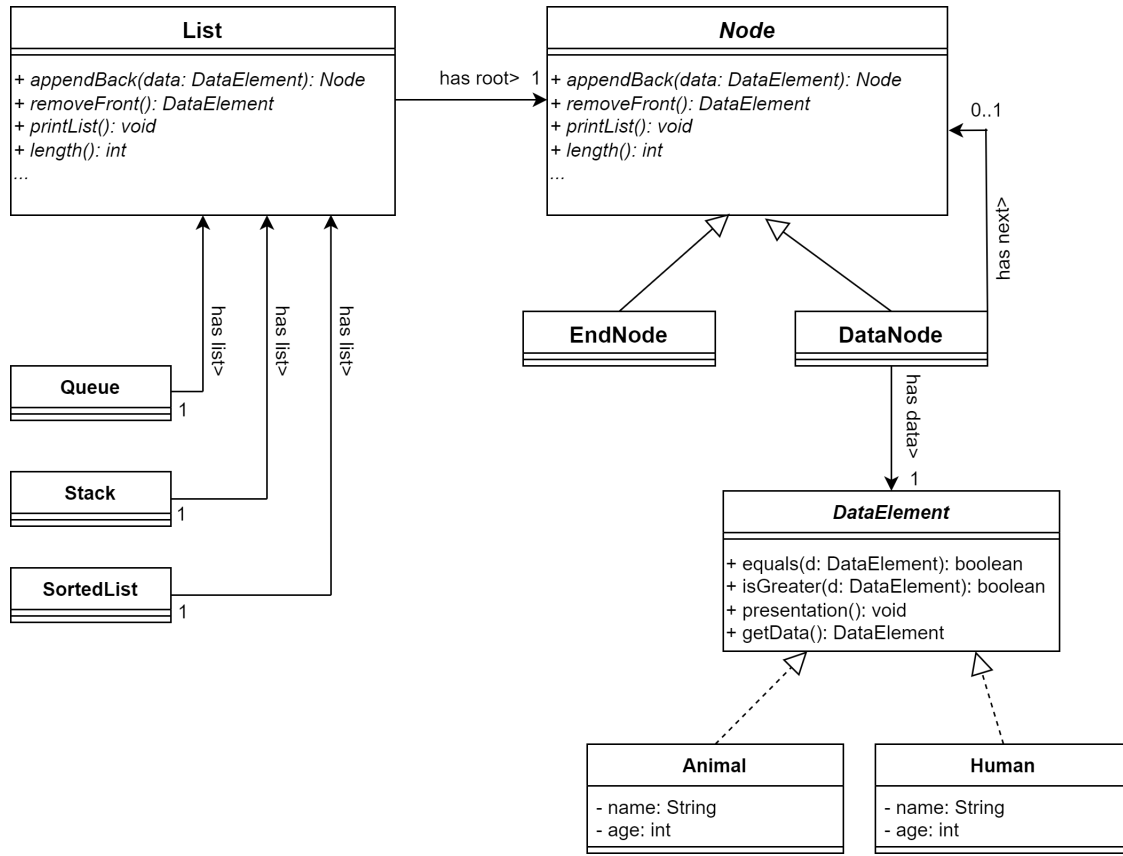 List
+ appendBack(data: DataElement): Node
+ removeFront(): DataElement
+ printList(): void
+ length(): int
...
has root>
1
Node
+ appendBack(data: DataElement): Node
+ removeFront(): DataElement
+ printList(): void
+ length(): int
...
0..1
has next>
has list>
has list>
has list>
EndNode
DataNode
Queue
1
has data>
1
Stack
1
SortedList
1
DataElement
+ equals(d: DataElement): boolean
+ isGreater(d: DataElement): boolean
+ presentation(): void
+ getData(): DataElement
Animal
- name: String
- age: int
Human
- name: String
- age: int